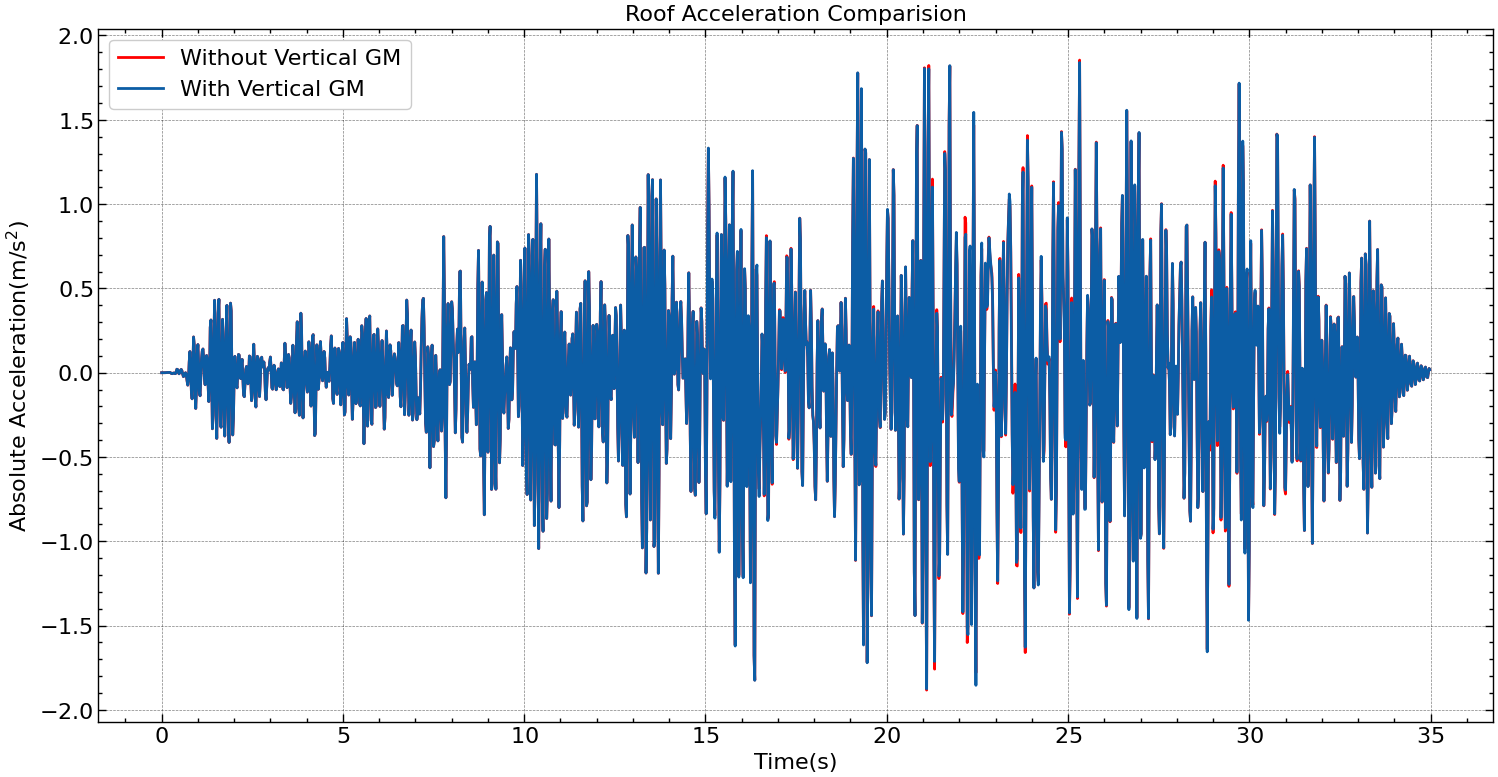 Roof Acceleration Comparision
Without Vertical GM
With Vertical GM
2.0
1.5
1.0
0.5
0.0
−0.5
−1.0
−1.5
−2.0
Absolute Acceleration(m/s²)
0 5 10 15 20 25 30 35
Time(s)